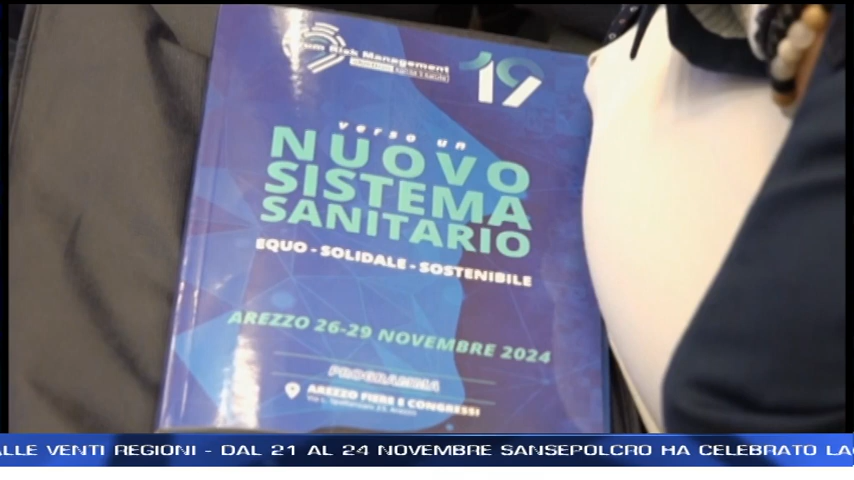 Risk Management
19
verso un
NUOVO
SISTEMA
SANITARIO
EQUO - SOLIDALE - SOSTENIBILE
AREZZO 26-29 NOVEMBRE 2024
PROGRAMMA
AREZZO FIERE E CONGRESSI
ALLE VENTI REGIONI - DAL 21 AL 24 NOVEMBRE SANSEPOLCRO HA CELEBRATO